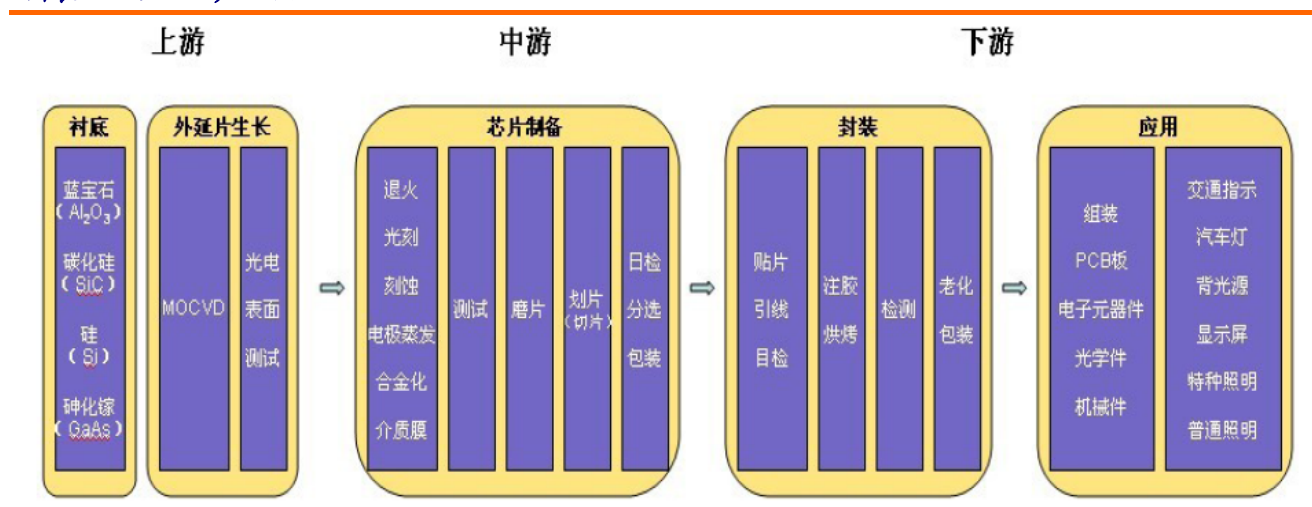 上游
中游
下游
衬底
蓝宝石
（Al₂O₃）
碳化硅
（SiC）
硅
（Si）
砷化镓
（GaAs）
外延片生长
MOCVD
光电
表面
测试
芯片制备
退火
光刻
刻蚀
电极蒸发
合金化
介质膜
测试
磨片
划片
（切片）
日检
分选
包装
封装
贴片
引线
目检
注胶
烘烤
检测
老化
包装
应用
组装
PCB板
电子元器件
光学件
机械件
交通指示
汽车灯
背光源
显示屏
特种照明
普通照明